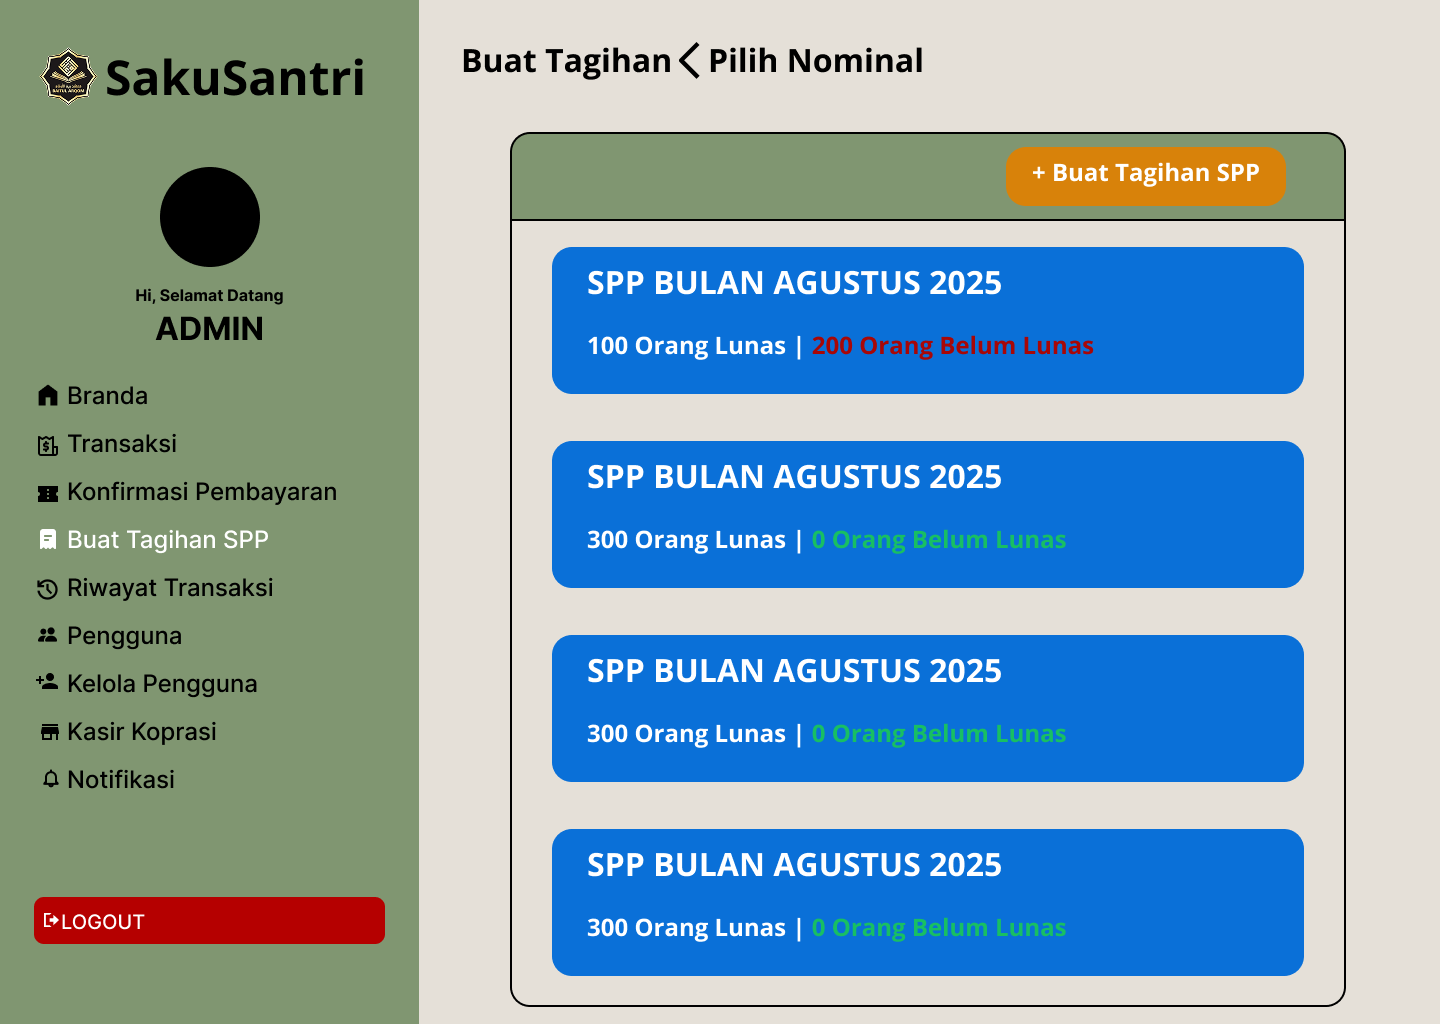 SakuSantri
Hi, Selamat Datang
ADMIN
Branda
Transaksi
Konfirmasi Pembayaran
Buat Tagihan SPP
Riwayat Transaksi
Pengguna
Kelola Pengguna
Kasir Koprasi
Notifikasi
LOGOUT
Buat Tagihan Pilih Nominal
+ Buat Tagihan SPP
SPP BULAN AGUSTUS 2025
100 Orang Lunas | 200 Orang Belum Lunas
SPP BULAN AGUSTUS 2025
300 Orang Lunas | 0 Orang Belum Lunas
SPP BULAN AGUSTUS 2025
300 Orang Lunas | 0 Orang Belum Lunas
SPP BULAN AGUSTUS 2025
300 Orang Lunas | 0 Orang Belum Lunas